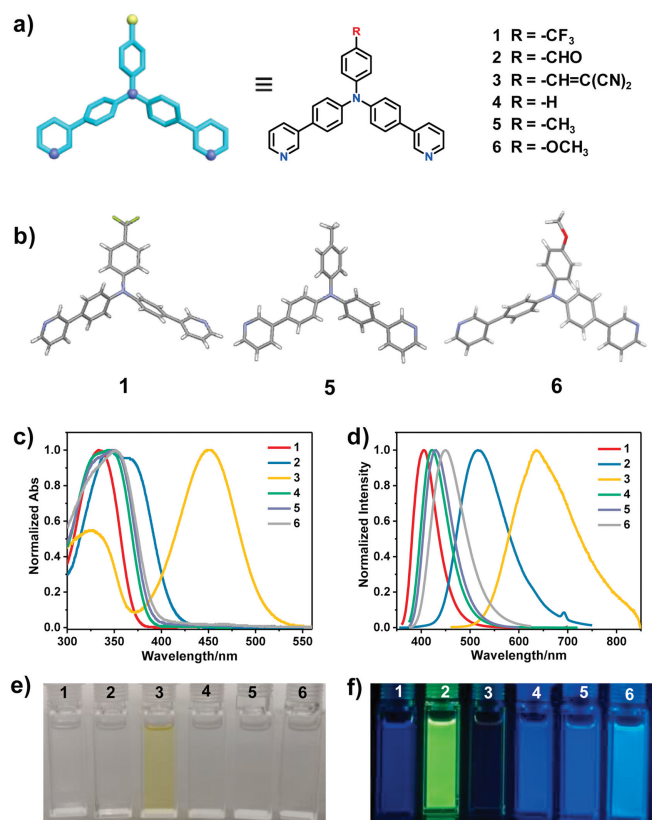 a)
R
N
N
N
≡
1 R = -CF₃
2 R = -CHO
3 R = -CH=C(CN)₂
4 R = -H
5 R = -CH₃
6 R = -OCH₃
b)
1
5
6
c)
Normalized Abs
1.0
0.8
0.6
0.4
0.2
0.0
300 350 400 450 500 550
Wavelength/nm
1
2
3
4
5
6
d)
Normalized Intensity
1.0
0.8
0.6
0.4
0.2
0.0
400 500 600 700 800
Wavelength/nm
1
2
3
4
5
6
e)
1 2 3 4 5 6
f)
1 2 3 4 5 6